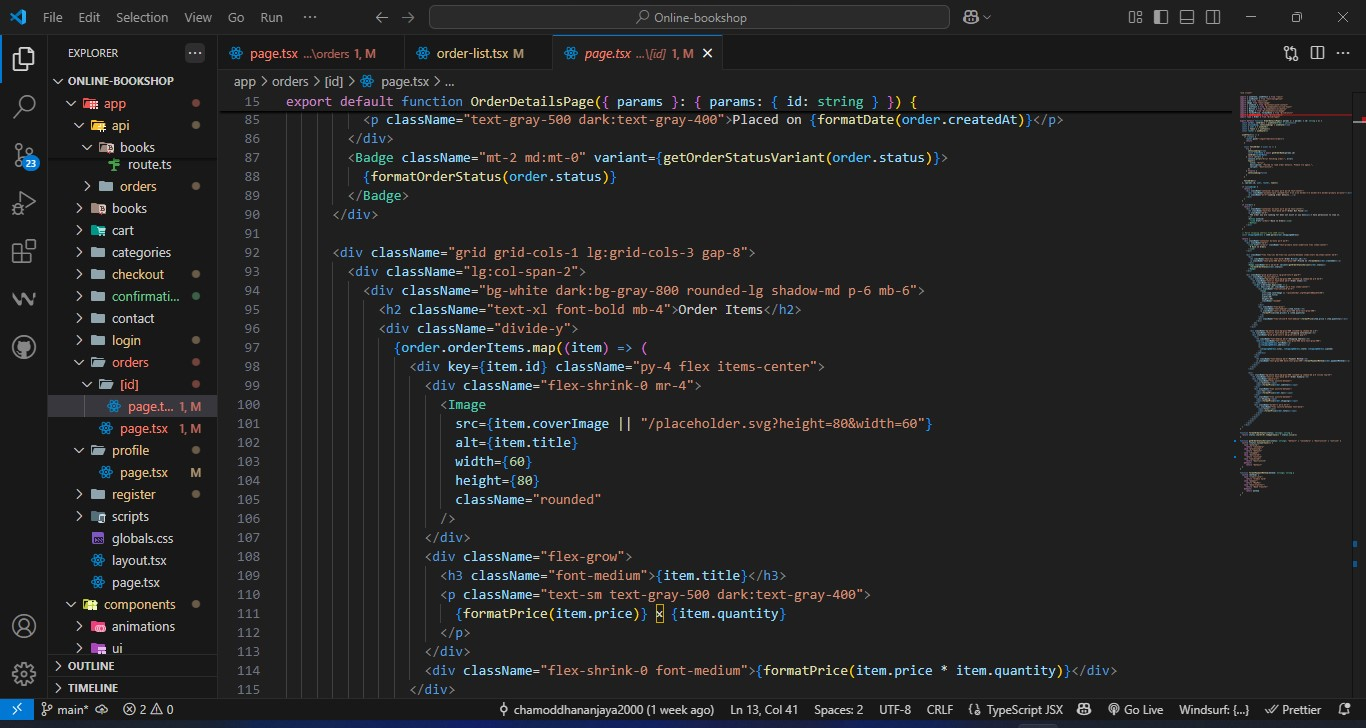 File Edit Selection View Go Run ··· Online-bookshop
EXPLORER
page.tsx ...\orders 1, M
order-list.tsx M
page.tsx ...\[id] 1, M
ONLINE-BOOKSHOP
app > orders > [id] > page.tsx > ...
app
api
books
route.ts
orders
books
cart
categories
checkout
confirmati...
contact
login
orders
[id]
page.t... 1, M
page.tsx 1, M
profile
page.tsx M
register
scripts
globals.css
layout.tsx
page.tsx
components
animations
ui
OUTLINE
TIMELINE
15 export default function OrderDetailsPage({ params }: { params: { id: string } }) {
85 <p className="text-gray-500 dark:text-gray-400">Placed on {formatDate(order.createdAt)}</p>
86 </div>
87 <Badge className="mt-2 md:mt-0" variant={getOrderStatusVariant(order.status)}>
88 {formatOrderStatus(order.status)}
89 </Badge>
90 </div>
91
92 <div className="grid grid-cols-1 lg:grid-cols-3 gap-8">
93 <div className="lg:col-span-2">
94 <div className="bg-white dark:bg-gray-800 rounded-lg shadow-md p-6 mb-6">
95 <h2 className="text-xl font-bold mb-4">Order Items</h2>
96 <div className="divide-y">
97 {order.orderItems.map((item) => (
98 <div key={item.id} className="py-4 flex items-center">
99 <div className="flex-shrink-0 mr-4">
100 <Image
101 src={item.coverImage || "/placeholder.svg?height=80&width=60"}
102 alt={item.title}
103 width={60}
104 height={80}
105 className="rounded"
106 />
107 </div>
108 <div className="flex-grow">
109 <h3 className="font-medium">{item.title}</h3>
110 <p className="text-sm text-gray-500 dark:text-gray-400">
111 {formatPrice(item.price)} × {item.quantity}
112 </p>
113 </div>
114 <div className="flex-shrink-0 font-medium">{formatPrice(item.price * item.quantity)}</div>
115 </div>
23
main* 2 0 chamoddhananjaya2000 (1 week ago) Ln 13, Col 41 Spaces: 2 UTF-8 CRLF {} TypeScript JSX Go Live Windsurf: {...} Prettier